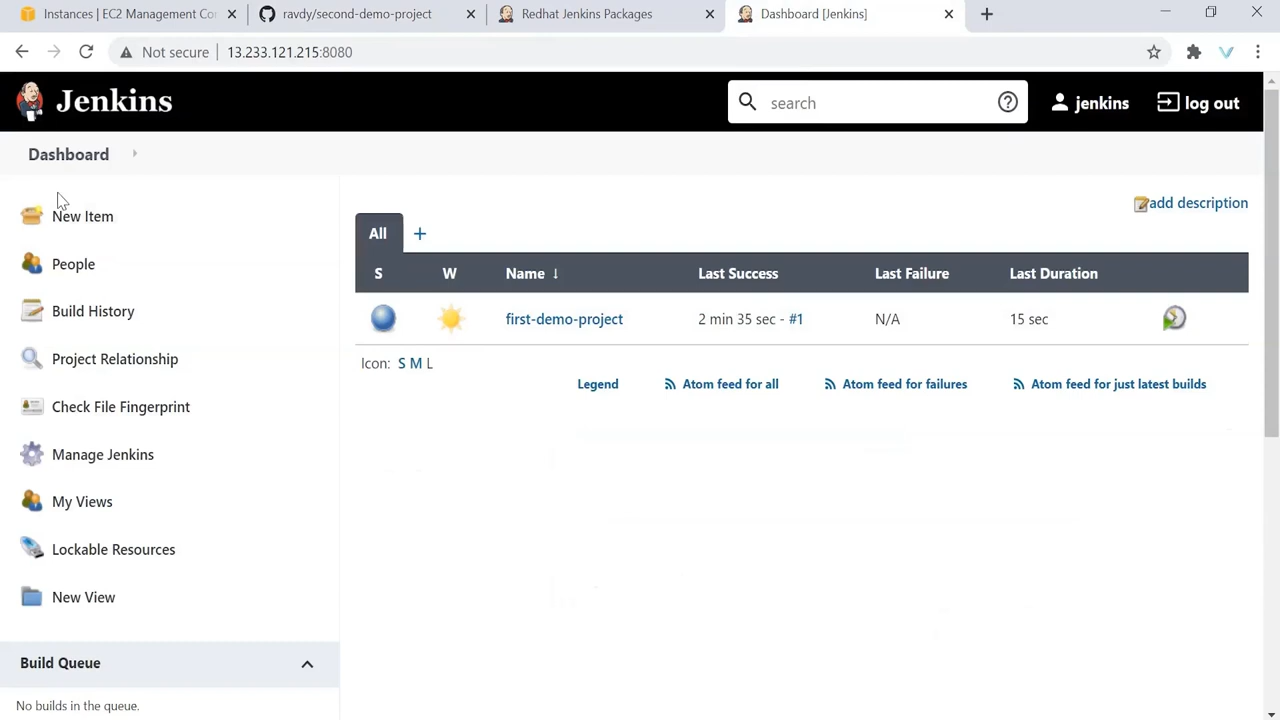 Instances | EC2 Management Co
ravdy/second-demo-project
Redhat Jenkins Packages
Dashboard [Jenkins]
Not secure
13.233.121.215:8080
Jenkins
search
jenkins
log out
Dashboard
New Item
People
Build History
Project Relationship
Check File Fingerprint
Manage Jenkins
My Views
Lockable Resources
New View
Build Queue
No builds in the queue.
add description
All +
S W Name ↓ Last Success Last Failure Last Duration
first-demo-project 2 min 35 sec - #1 N/A 15 sec
Icon: S M L
Legend Atom feed for all Atom feed for failures Atom feed for just latest builds